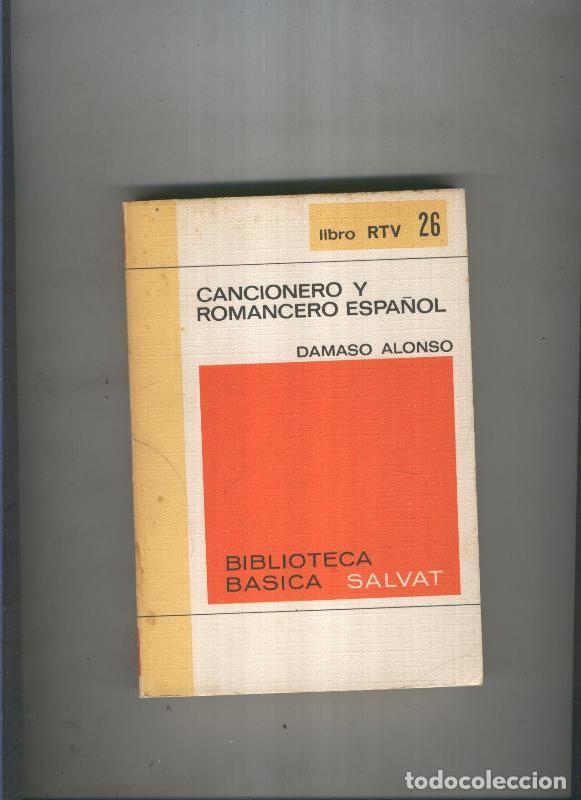 libro RTV 26
CANCIONERO Y
ROMANCERO ESPAÑOL
DAMASO ALONSO
BIBLIOTECA
BASICA SALVAT
todocoleccion